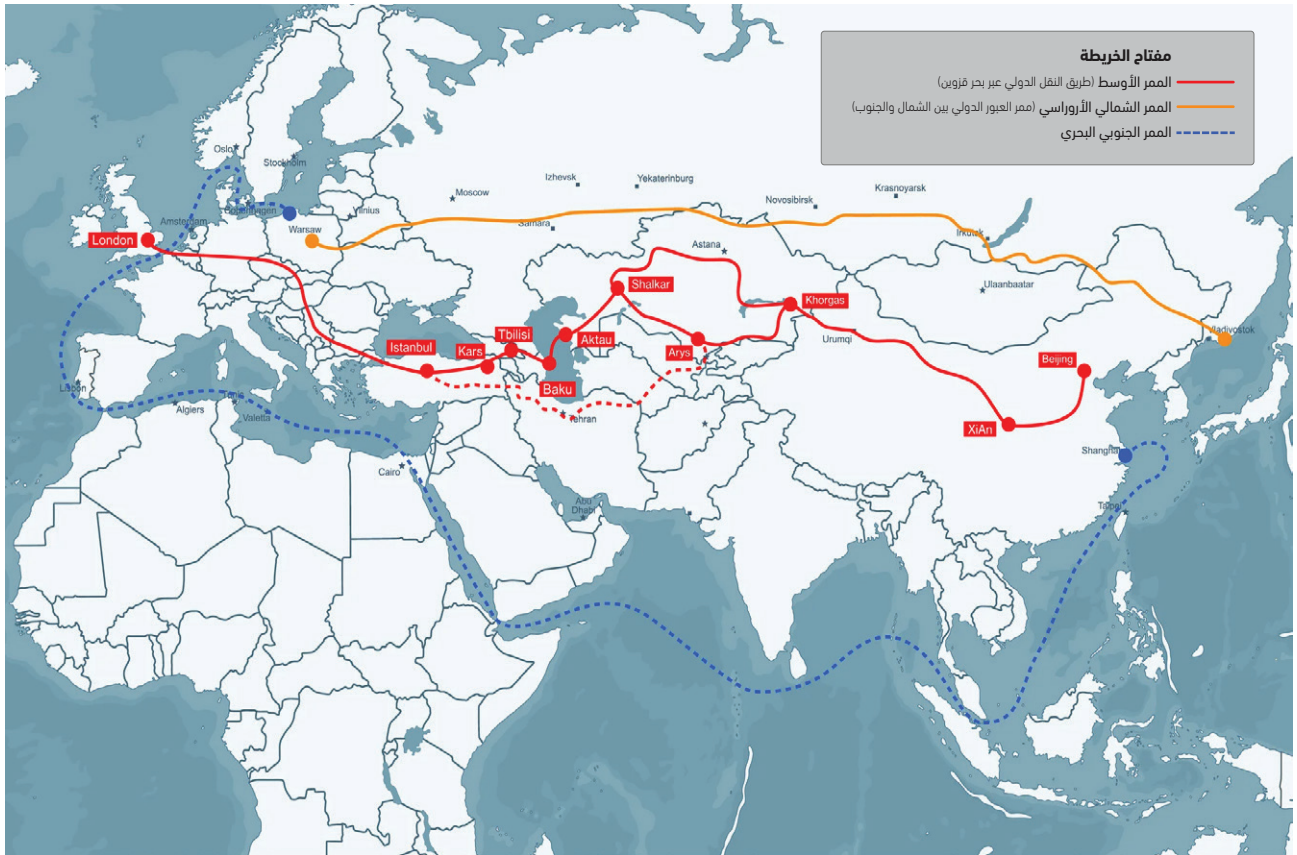 مفتاح الخريطة
الممر الأوسط (طريق النقل الدولي عبر بحر قزوين)
الممر الشمالي الأوراسي (ممر العبور الدولي بين الشمال والجنوب)
الممر الجنوبي البحري
Oslo
Stockholm
Izhevsk
Yekaterinburg
Krasnoyarsk
Moscow
Novosibirsk
Copenhagen
Vilnius
Amsterdam
Samara
Warsaw
London
Irkutsk
Astana
Ulaanbaatar
Shalkar
Khorgas
Vladivostok
Tbilisi
Istanbul
Kars
Aktau
Arys
Urumqi
Beijing
Baku
Lisbon
Algiers
Tunis
Valetta
Tehran
XiAn
Shanghai
Cairo
Abu
Dhabi
Taipei